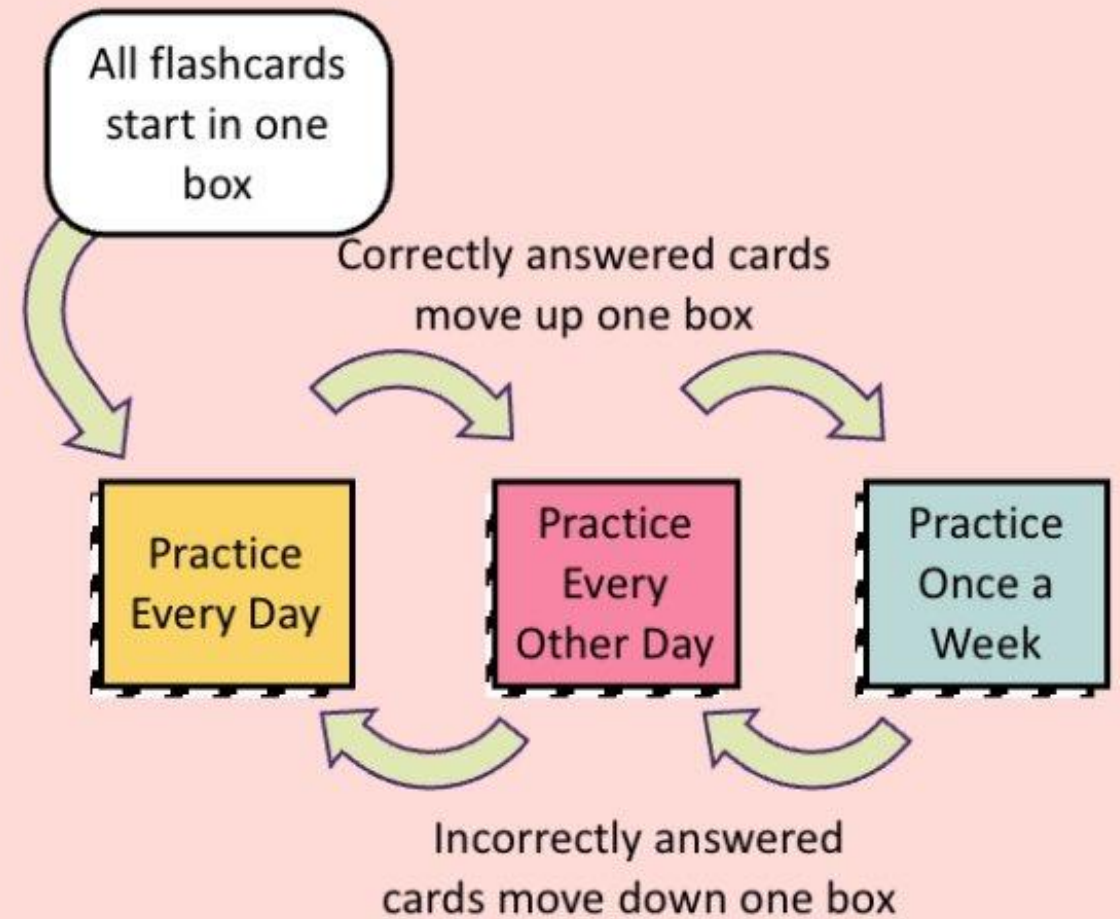 All flashcards
start in one
box
Correctly answered cards
move up one box
Practice
Every Day
Practice
Every
Other Day
Practice
Once a
Week
Incorrectly answered
cards move down one box